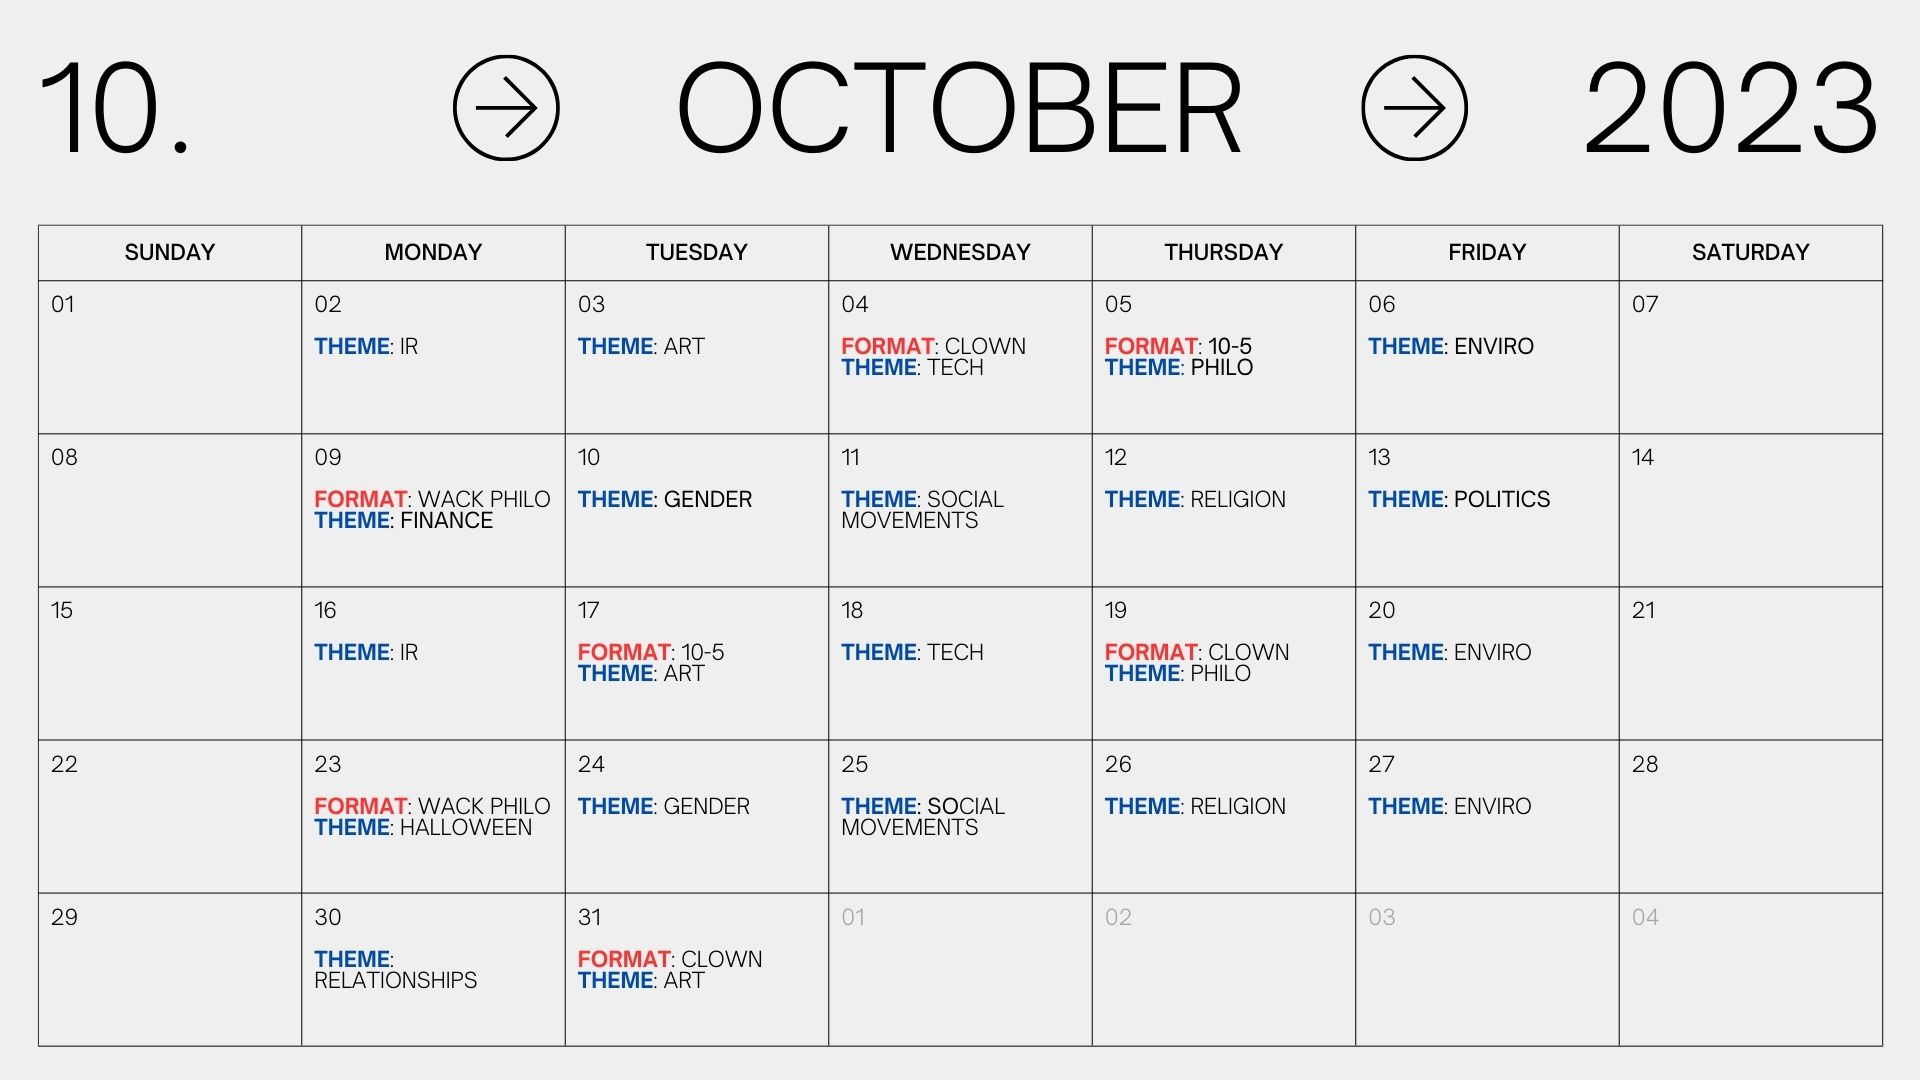 10. OCTOBER 2023
SUNDAY MONDAY TUESDAY WEDNESDAY THURSDAY FRIDAY SATURDAY
01
02
THEME: IR
03
THEME: ART
04
FORMAT: CLOWN
THEME: TECH
05
FORMAT: 10-5
THEME: PHILO
06
THEME: ENVIRO
07
08
09
FORMAT: WACK PHILO
THEME: FINANCE
10
THEME: GENDER
11
THEME: SOCIAL
MOVEMENTS
12
THEME: RELIGION
13
THEME: POLITICS
14
15
16
THEME: IR
17
FORMAT: 10-5
THEME: ART
18
THEME: TECH
19
FORMAT: CLOWN
THEME: PHILO
20
THEME: ENVIRO
21
22
23
FORMAT: WACK PHILO
THEME: HALLOWEEN
24
THEME: GENDER
25
THEME: SOCIAL
MOVEMENTS
26
THEME: RELIGION
27
THEME: ENVIRO
28
29
30
THEME:
RELATIONSHIPS
31
FORMAT: CLOWN
THEME: ART
01
02
03
04